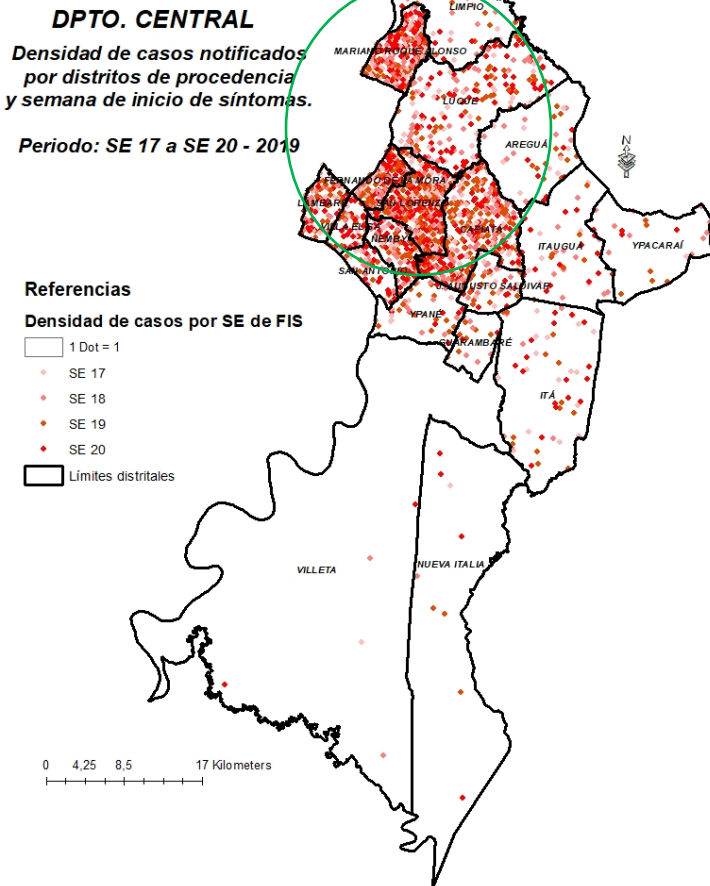 DPTO. CENTRAL
Densidad de casos notificados
por distritos de procedencia
y semana de inicio de síntomas.
Periodo: SE 17 a SE 20 - 2019
LIMPIO
MARIANO ROQUE ALONSO
LUQUE
AREGUÁ
N
FERNANDO DE LA MORA
LAMBARÉ
SAN LORENZO
VILLA ELISA
ÑEMBY
CAPIATÁ
ITAUGUÁ
YPACARAÍ
SAN ANTONIO
J. AUGUSTO SALDIVAR
YPANÉ
GUARAMBARÉ
ITÁ
Referencias
Densidad de casos por SE de FIS
1 Dot = 1
SE 17
SE 18
SE 19
SE 20
Límites distritales
VILLETA
NUEVA ITALIA
0 4,25 8,5 17 Kilometers